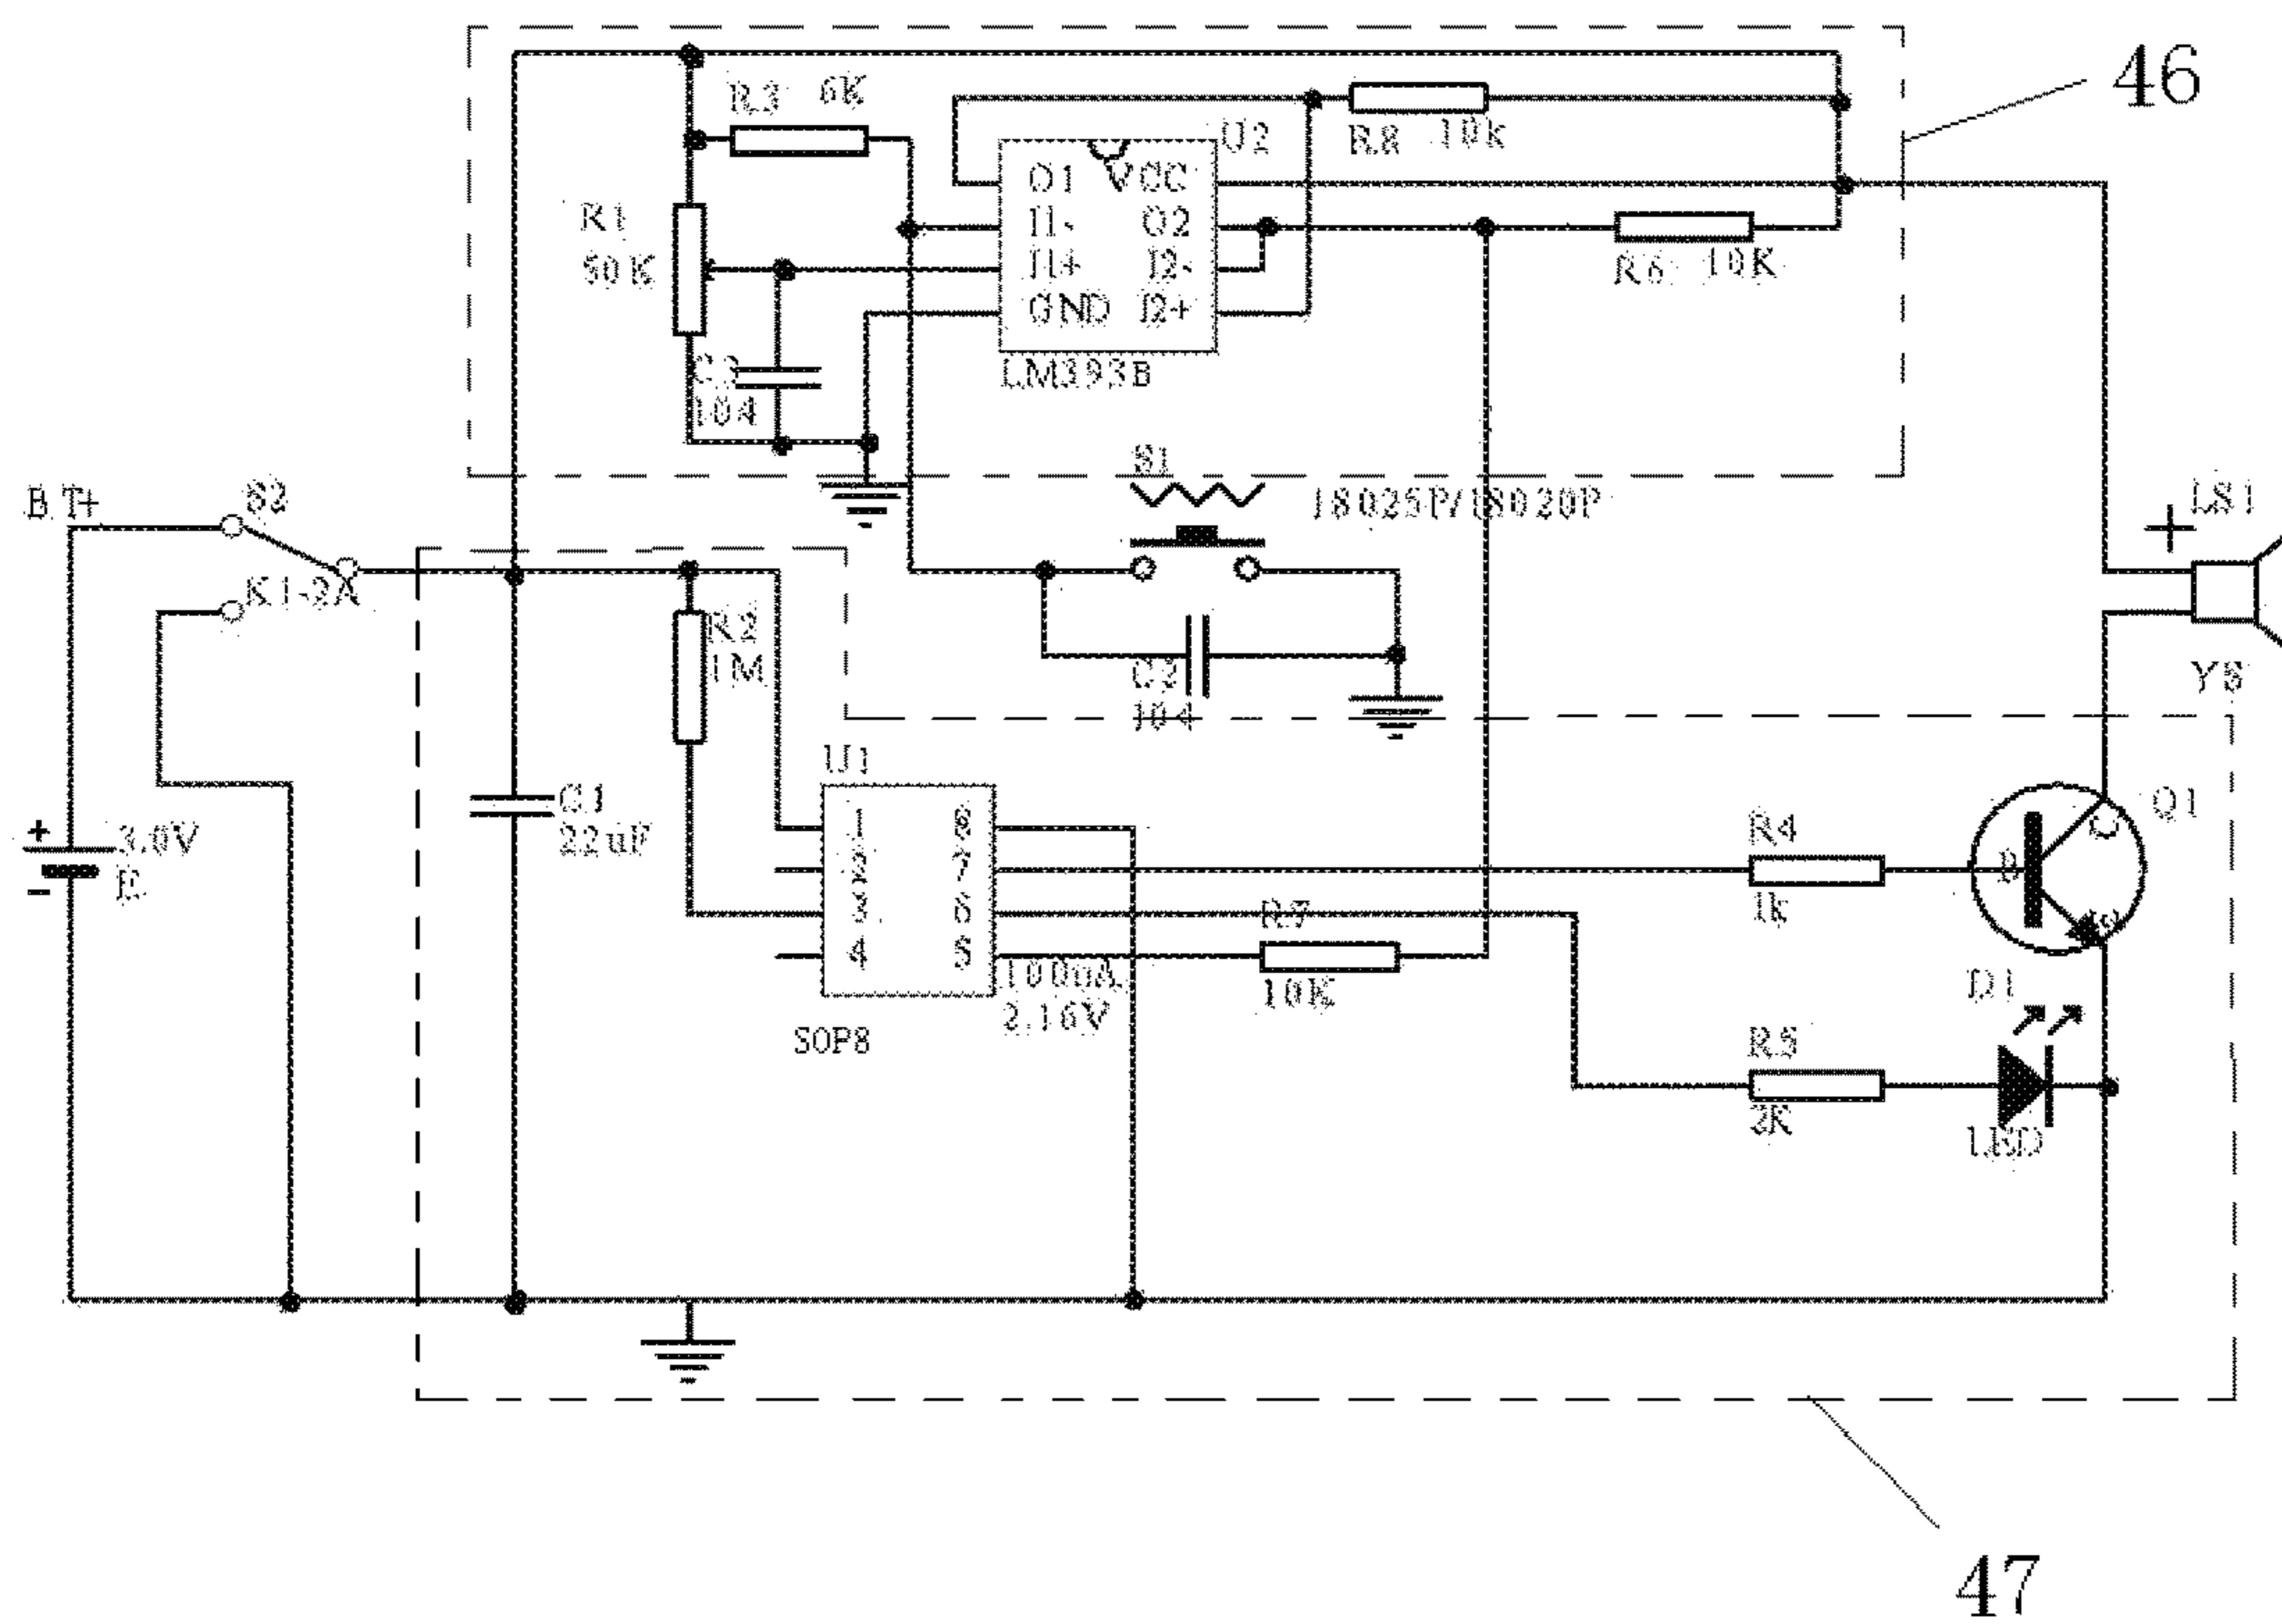 46
R3 6K
U2
R8 10k
O1 VCC
I1- O2
I1+ I2-
GND I2+
LM393B
R1
50K
R6 10K
104
S1
18025P/18020P
BT+
S2
K1-2A
LS1
YS
R2
1M
C2
104
U1
1 8
2 7
3 6
4 5
SOP8
100nA
2.16V
C1
22uF
3.0V
E
+
-
R7
10K
R4
1k
B
Q1
D1
R5
2K
LED
47